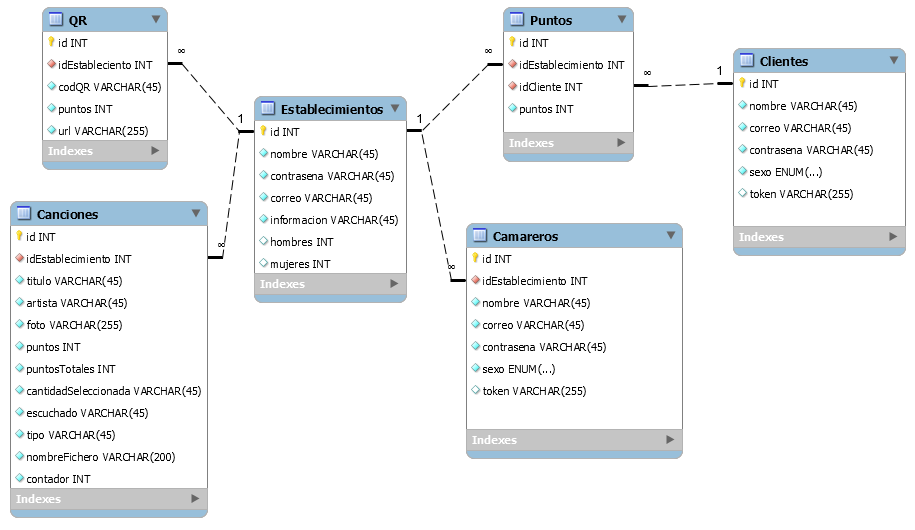 QR
id INT
idEstableciento INT
codQR VARCHAR(45)
puntos INT
url VARCHAR(255)
Indexes
∞
1
∞
Canciones
id INT
idEstablecimiento INT
titulo VARCHAR(45)
artista VARCHAR(45)
foto VARCHAR(255)
puntos INT
puntosTotales INT
cantidadSeleccionada VARCHAR(45)
escuchado VARCHAR(45)
tipo VARCHAR(45)
nombreFichero VARCHAR(200)
contador INT
Indexes
Establecimientos
id INT
nombre VARCHAR(45)
contrasena VARCHAR(45)
correo VARCHAR(45)
informacion VARCHAR(45)
hombres INT
mujeres INT
Indexes
1
∞
∞
Puntos
id INT
idEstablecimiento INT
idCliente INT
puntos INT
Indexes
∞
1
Camareros
id INT
idEstablecimiento INT
nombre VARCHAR(45)
correo VARCHAR(45)
contrasena VARCHAR(45)
sexo ENUM(...)
token VARCHAR(255)
Indexes
Clientes
id INT
nombre VARCHAR(45)
correo VARCHAR(45)
contrasena VARCHAR(45)
sexo ENUM(...)
token VARCHAR(255)
Indexes